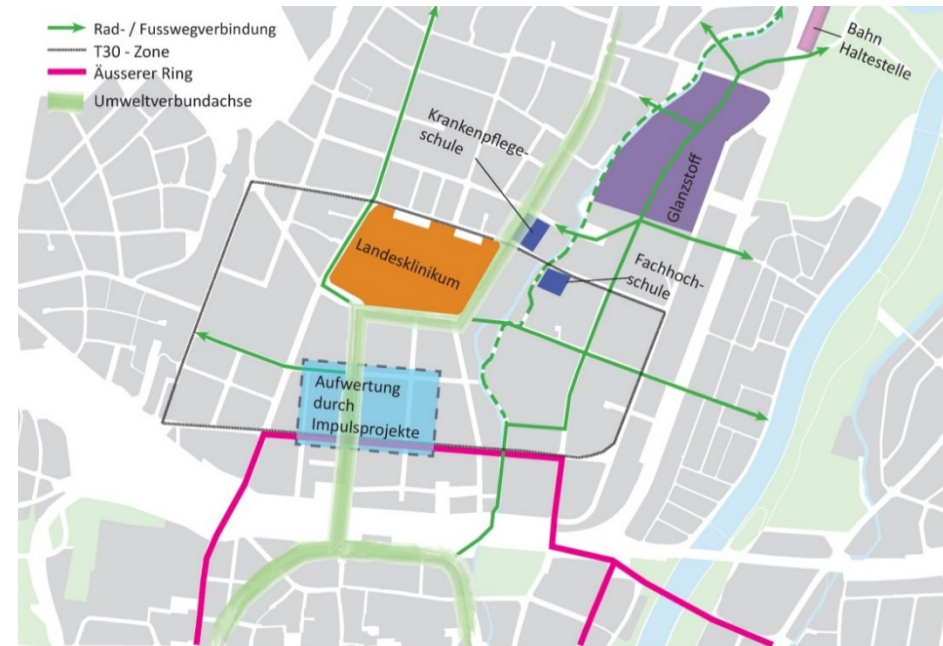 Rad- / Fusswegverbindung
T30 - Zone
Äusserer Ring
Umweltverbundachse
Bahn
Haltestelle
Krankenpflege-
schule
Glanzstoff
Landesklinikum
Fachhoch-
schule
Aufwertung
durch
Impulsprojekte